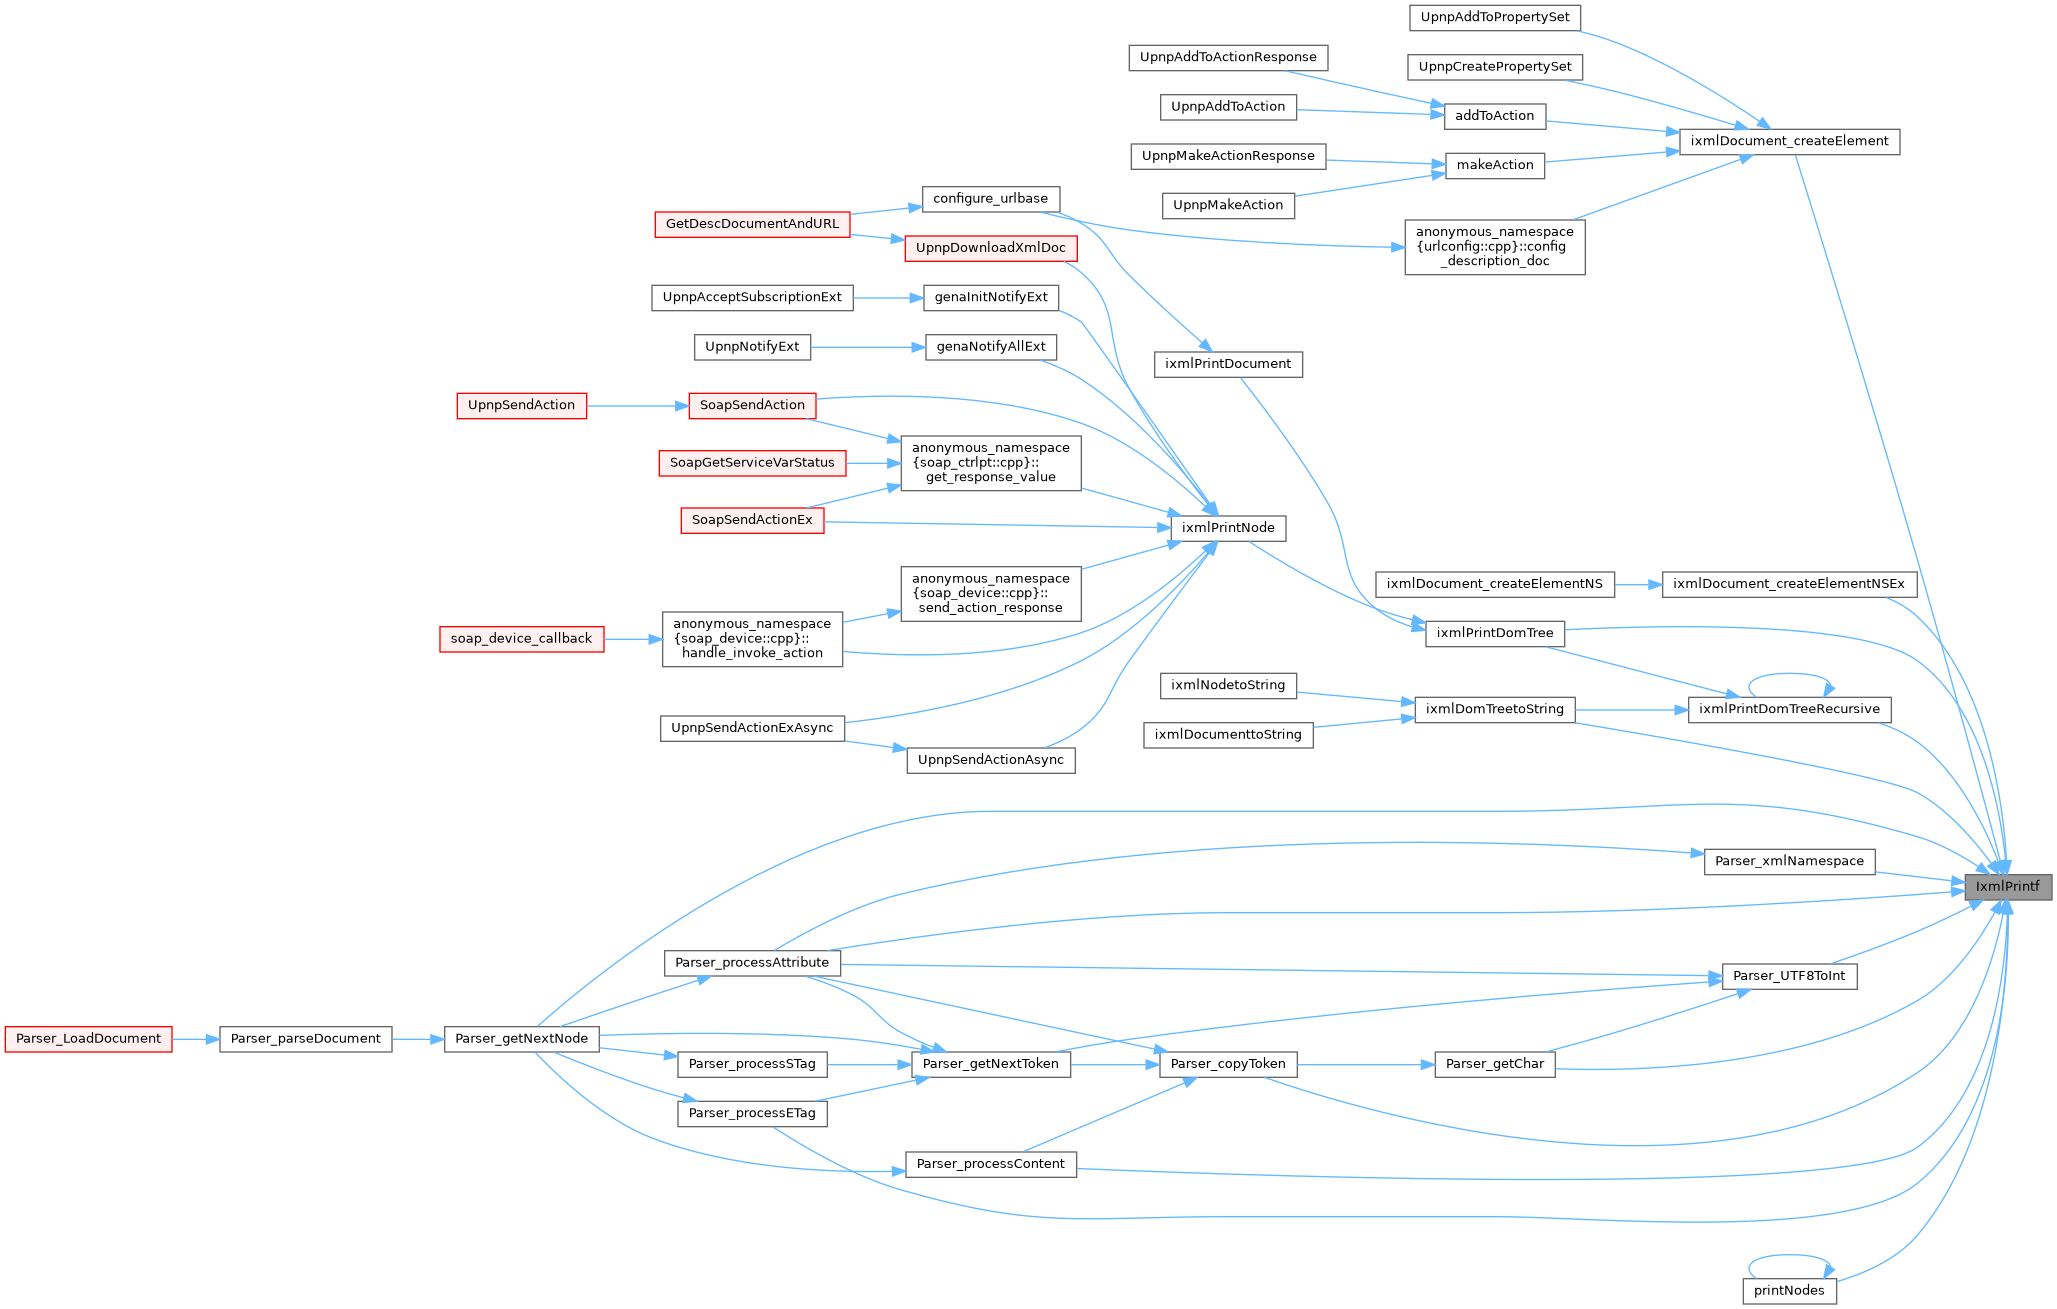 UpnpAddToPropertySet
UpnpAddToActionResponse
UpnpCreatePropertySet
UpnpAddToAction
addToAction
ixmlDocument_createElement
UpnpMakeActionResponse
makeAction
configure_urlbase
UpnpMakeAction
GetDescDocumentAndURL
anonymous_namespace
{urlconfig::cpp}::config
_description_doc
UpnpDownloadXmlDoc
UpnpAcceptSubscriptionExt
genaInitNotifyExt
UpnpNotifyExt
genaNotifyAllExt
ixmlPrintDocument
UpnpSendAction
SoapSendAction
anonymous_namespace
{soap_ctrlpt::cpp}::
get_response_value
SoapGetServiceVarStatus
SoapSendActionEx
ixmlPrintNode
anonymous_namespace
{soap_device::cpp}::
send_action_response
ixmlDocument_createElementNS
ixmlDocument_createElementNSEx
soap_device_callback
anonymous_namespace
{soap_device::cpp}::
handle_invoke_action
ixmlPrintDomTree
ixmlNodetoString
ixmlDomTreetoString
ixmlPrintDomTreeRecursive
UpnpSendActionExAsync
ixmlDocumenttoString
UpnpSendActionAsync
Parser_xmlNamespace
IxmlPrintf
Parser_processAttribute
Parser_UTF8ToInt
Parser_LoadDocument
Parser_parseDocument
Parser_getNextNode
Parser_processSTag
Parser_getNextToken
Parser_copyToken
Parser_getChar
Parser_processETag
Parser_processContent
printNodes